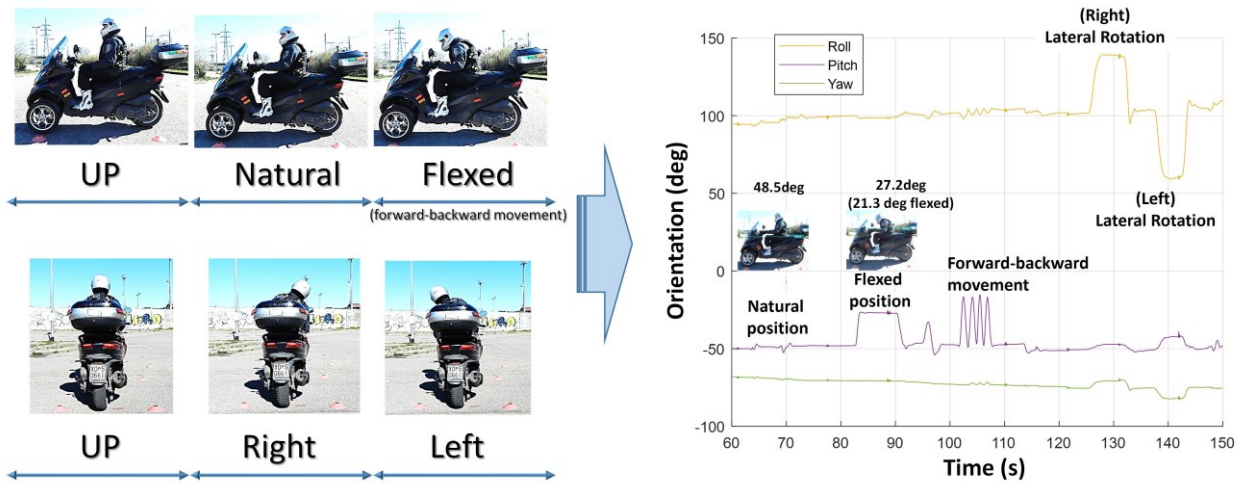 UP
Natural
Flexed
(forward-backward movement)
UP
Right
Left
(Right)
Lateral Rotation
Roll
Pitch
Yaw
150
100
50
0
-50
-100
Orientation (deg)
48.5deg
27.2deg
(21.3 deg flexed)
(Left)
Lateral Rotation
Natural
position
Flexed
position
Forward-backward
movement
60
70
80
90
100
110
120
130
140
150
Time (s)